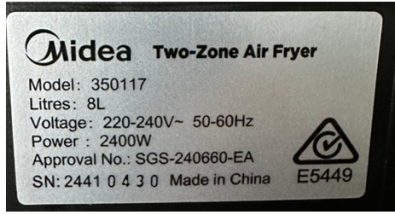 Midea Two-Zone Air Fryer
Model: 350117
Litres: 8L
Voltage: 220-240V~ 50-60Hz
Power : 2400W
Approval No.: SGS-240660-EA
SN: 2441 0 4 3 0 Made in China
E5449